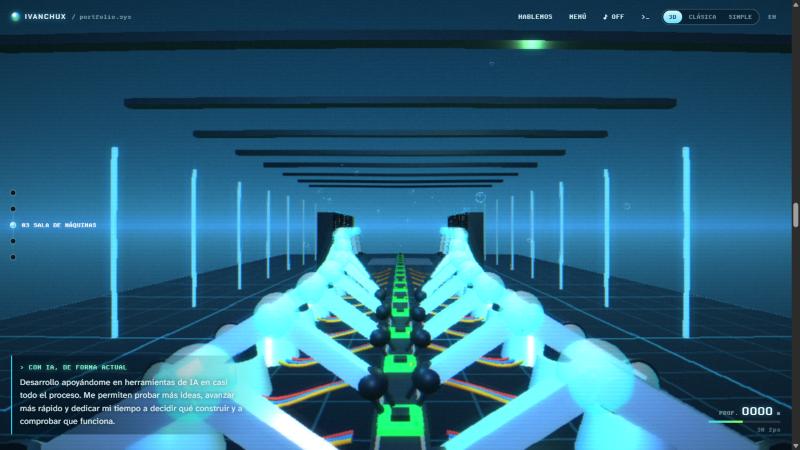 IVANCHUX / portfolio.sys
HABLEMOS MENÚ ♪ OFF >_ 3D CLÁSICA SIMPLE EN
03 SALA DE MÁQUINAS
> CON IA, DE FORMA ACTUAL
Desarrollo apoyándome en herramientas de IA en casi
todo el proceso. Me permiten probar más ideas, avanzar
más rápido y dedicar mi tiempo a decidir qué construir y a
comprobar que funciona.
PROF. 0000 m
30 fps